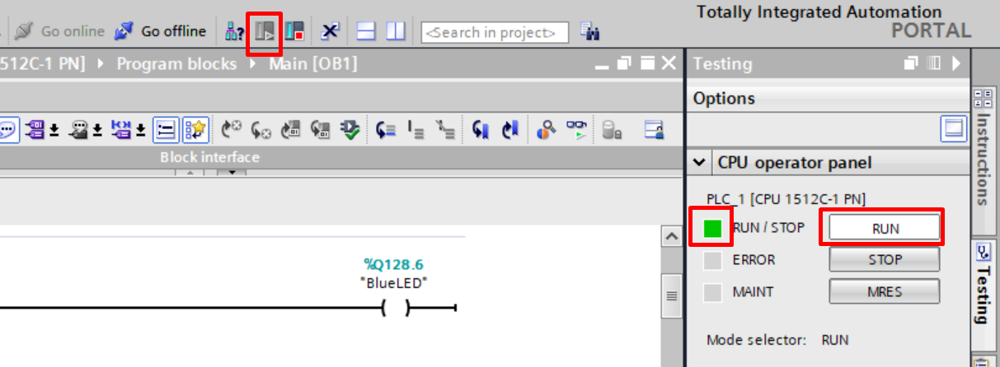 Totally Integrated Automation
PORTAL
Go online Go offline <Search in project>
512C-1 PN] Program blocks Main [OB1]
Testing
Options
Block interface
CPU operator panel
PLC_1 [CPU 1512C-1 PN]
RUN / STOP RUN
ERROR STOP
MAINT MRES
Mode selector: RUN
%Q128.6
"BlueLED"
Instructions
Testing